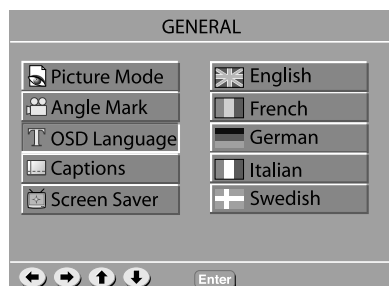 GENERAL
Picture Mode
Angle Mark
OSD Language
Captions
Screen Saver
English
French
German
Italian
Swedish
Enter